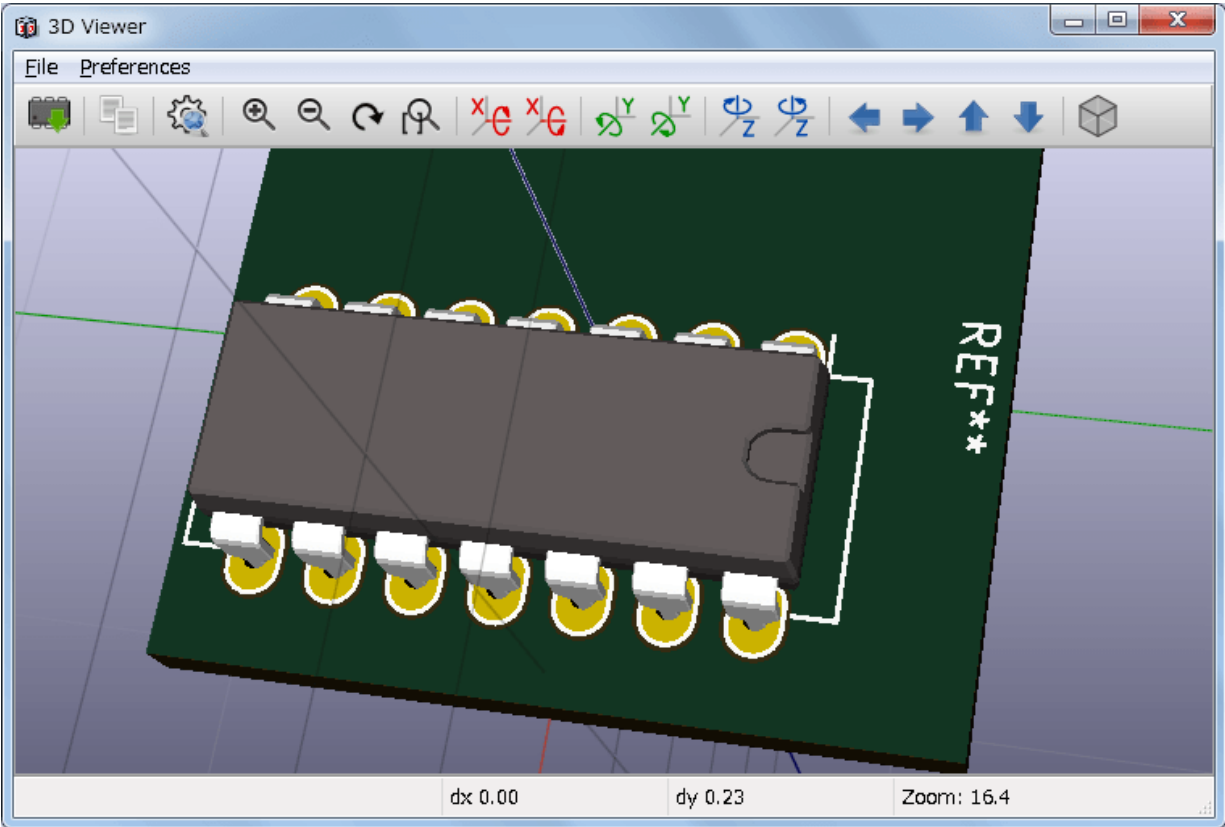 3D Viewer
File Preferences
X X Y Y Z Z
REF**
dx 0.00 dy 0.23 Zoom: 16.4